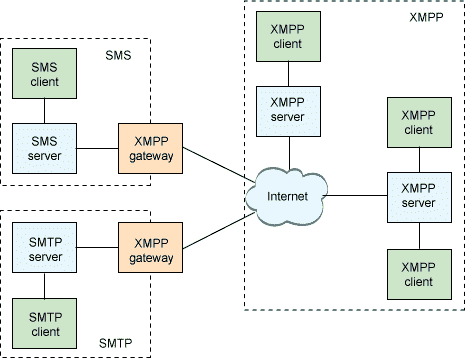 SMS
SMS
client
SMS
server
XMPP
gateway
SMTP
server
XMPP
gateway
SMTP
client
SMTP
XMPP
XMPP
client
XMPP
server
Internet
XMPP
client
XMPP
server
XMPP
client